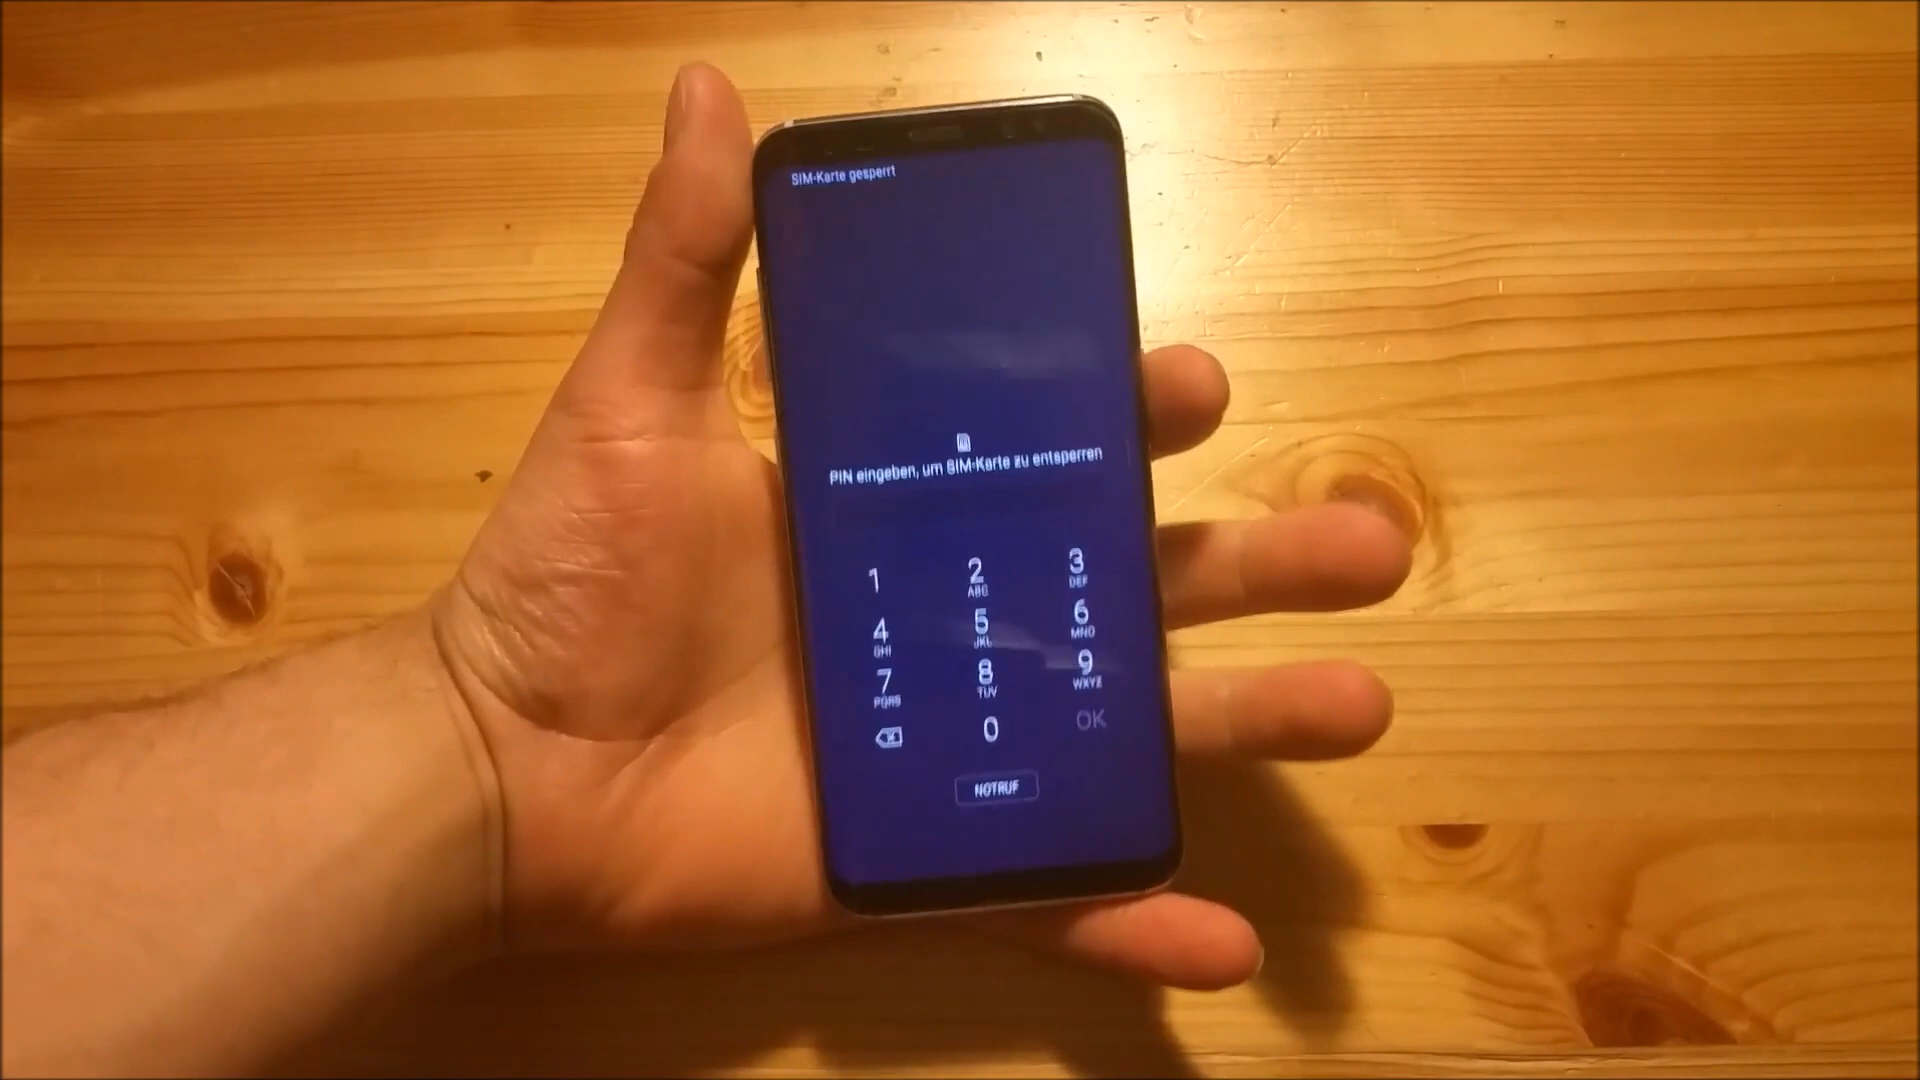 SIM-Karte gesperrt
PIN eingeben, um SIM-Karte zu entsperren
1 2 3
ABC DEF
4 5 6
GHI JKL MNO
7 8 9
PQRS TUV WXYZ
0 OK
NOTRUF